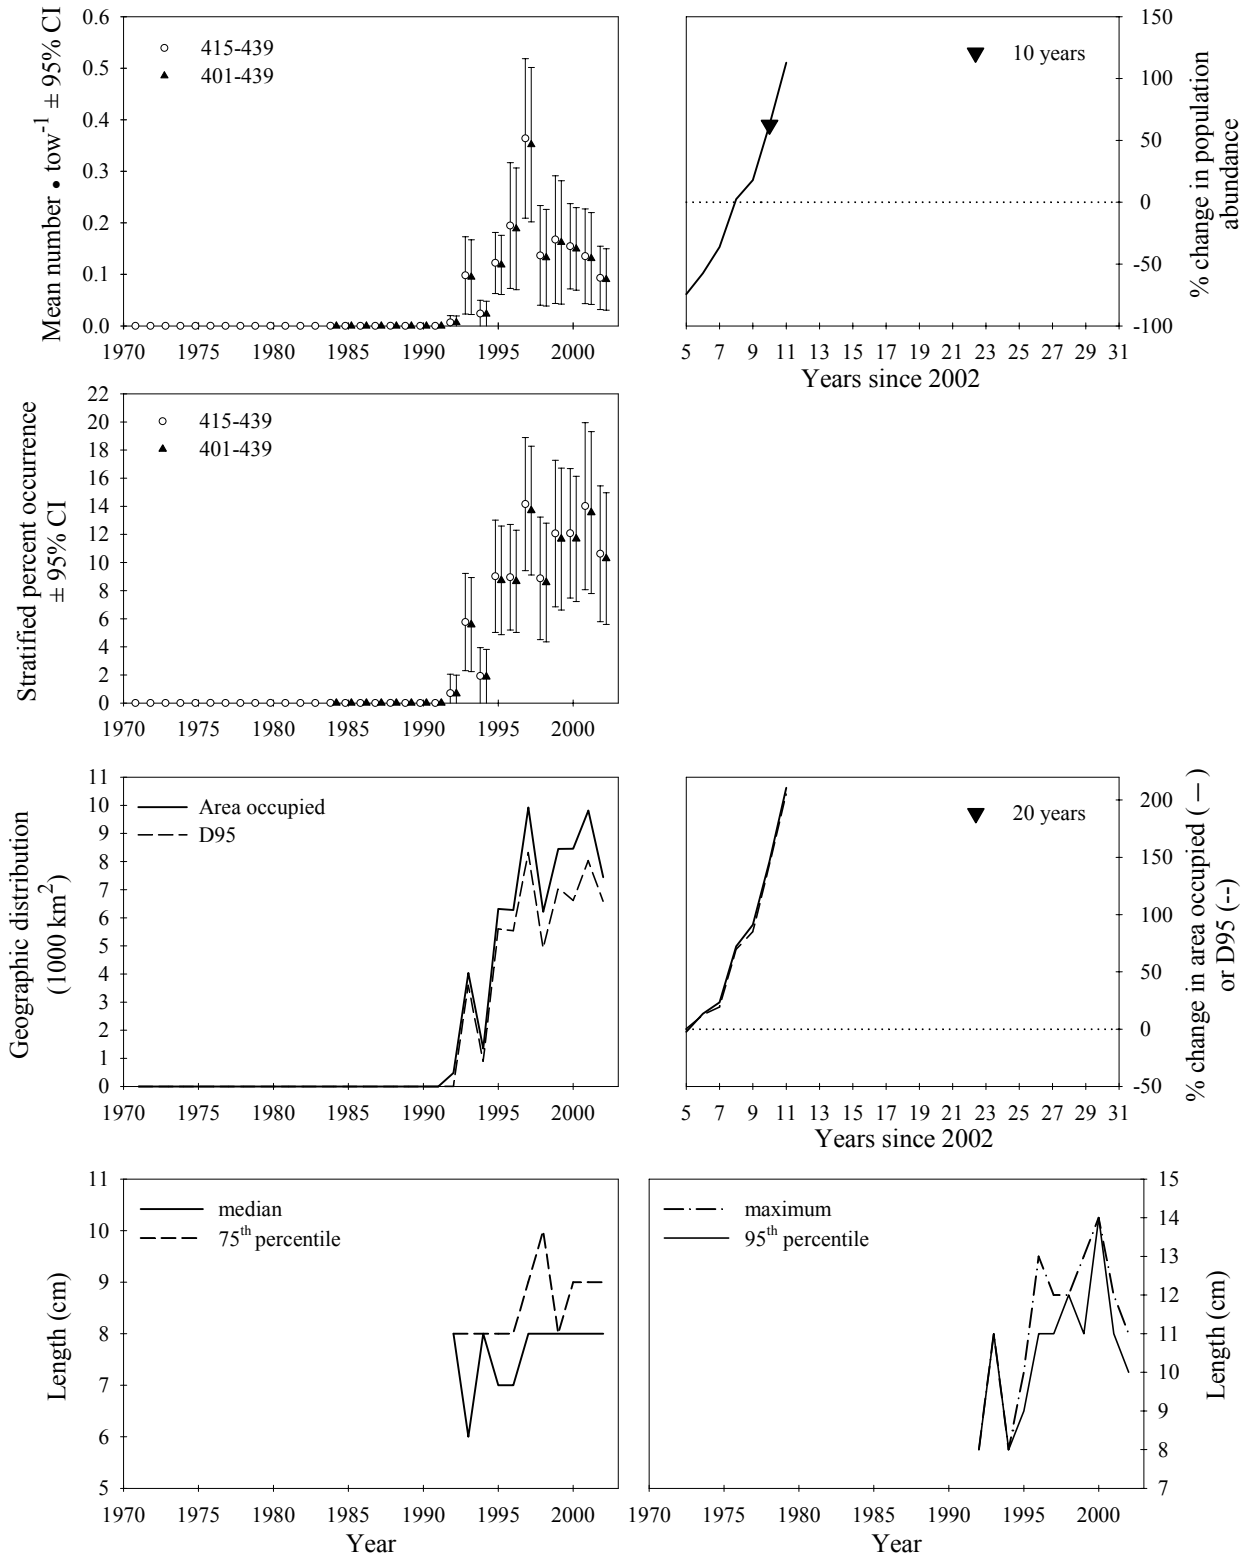 Mean number • tow⁻¹ ± 95% CI
0.6
0.5
0.4
0.3
0.2
0.1
0.0
415-439
401-439
1970 1975 1980 1985 1990 1995 2000
10 years
150
100
50
0
-50
-100
% change in population
abundance
5 7 9 11 13 15 17 19 21 23 25 27 29 31
Years since 2002
Stratified percent occurrence
± 95% CI
22
20
18
16
14
12
10
8
6
4
2
0
415-439
401-439
1970 1975 1980 1985 1990 1995 2000
Geographic distribution
(1000 km²)
11
10
9
8
7
6
5
4
3
2
1
0
Area occupied
D95
1970 1975 1980 1985 1990 1995 2000
20 years
200
150
100
50
0
-50
% change in area occupied ( — )
or D95 (--)
5 7 9 11 13 15 17 19 21 23 25 27 29 31
Years since 2002
Length (cm)
11
10
9
8
7
6
5
median
75th percentile
1970 1975 1980 1985 1990 1995 2000
Year
maximum
95th percentile
15
14
13
12
11
10
9
8
7
Length (cm)
1970 1975 1980 1985 1990 1995 2000
Year